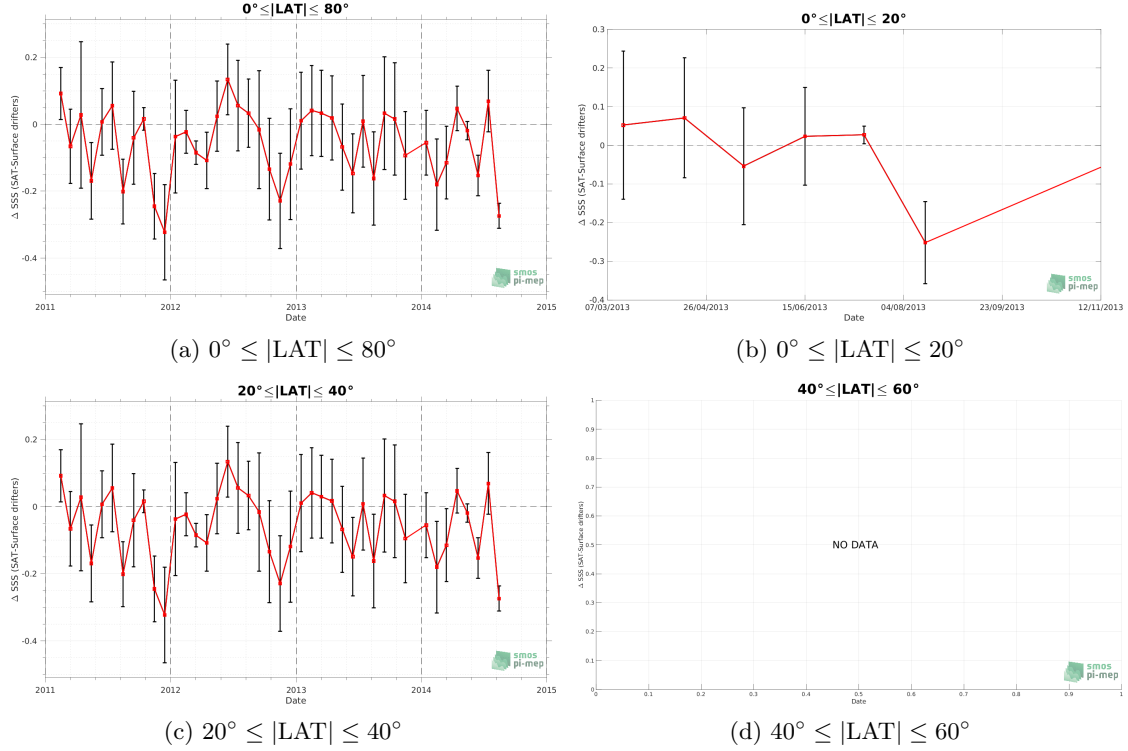 0°≤|LAT|≤ 80°
Δ SSS (SAT-Surface drifters)
0.2
0
-0.2
-0.4
2011
2012
2013
2014
2015
Date
smos
pi-mep
(a) 0° ≤ |LAT| ≤ 80°
0°≤|LAT|≤ 20°
Δ SSS (SAT-Surface drifters)
0.3
0.2
0.1
0
-0.1
-0.2
-0.3
-0.4
07/03/2013
26/04/2013
15/06/2013
04/08/2013
23/09/2013
12/11/2013
Date
smos
pi-mep
(b) 0° ≤ |LAT| ≤ 20°
20°≤|LAT|≤ 40°
Δ SSS (SAT-Surface drifters)
0.2
0
-0.2
-0.4
2011
2012
2013
2014
2015
Date
smos
pi-mep
(c) 20° ≤ |LAT| ≤ 40°
40°≤|LAT|≤ 60°
Δ SSS (SAT-Surface drifters)
1
0.9
0.8
0.7
0.6
0.5
0.4
0.3
0.2
0.1
0
NO DATA
0
0.1
0.2
0.3
0.4
0.5
0.6
0.7
0.8
0.9
1
Date
smos
pi-mep
(d) 40° ≤ |LAT| ≤ 60°